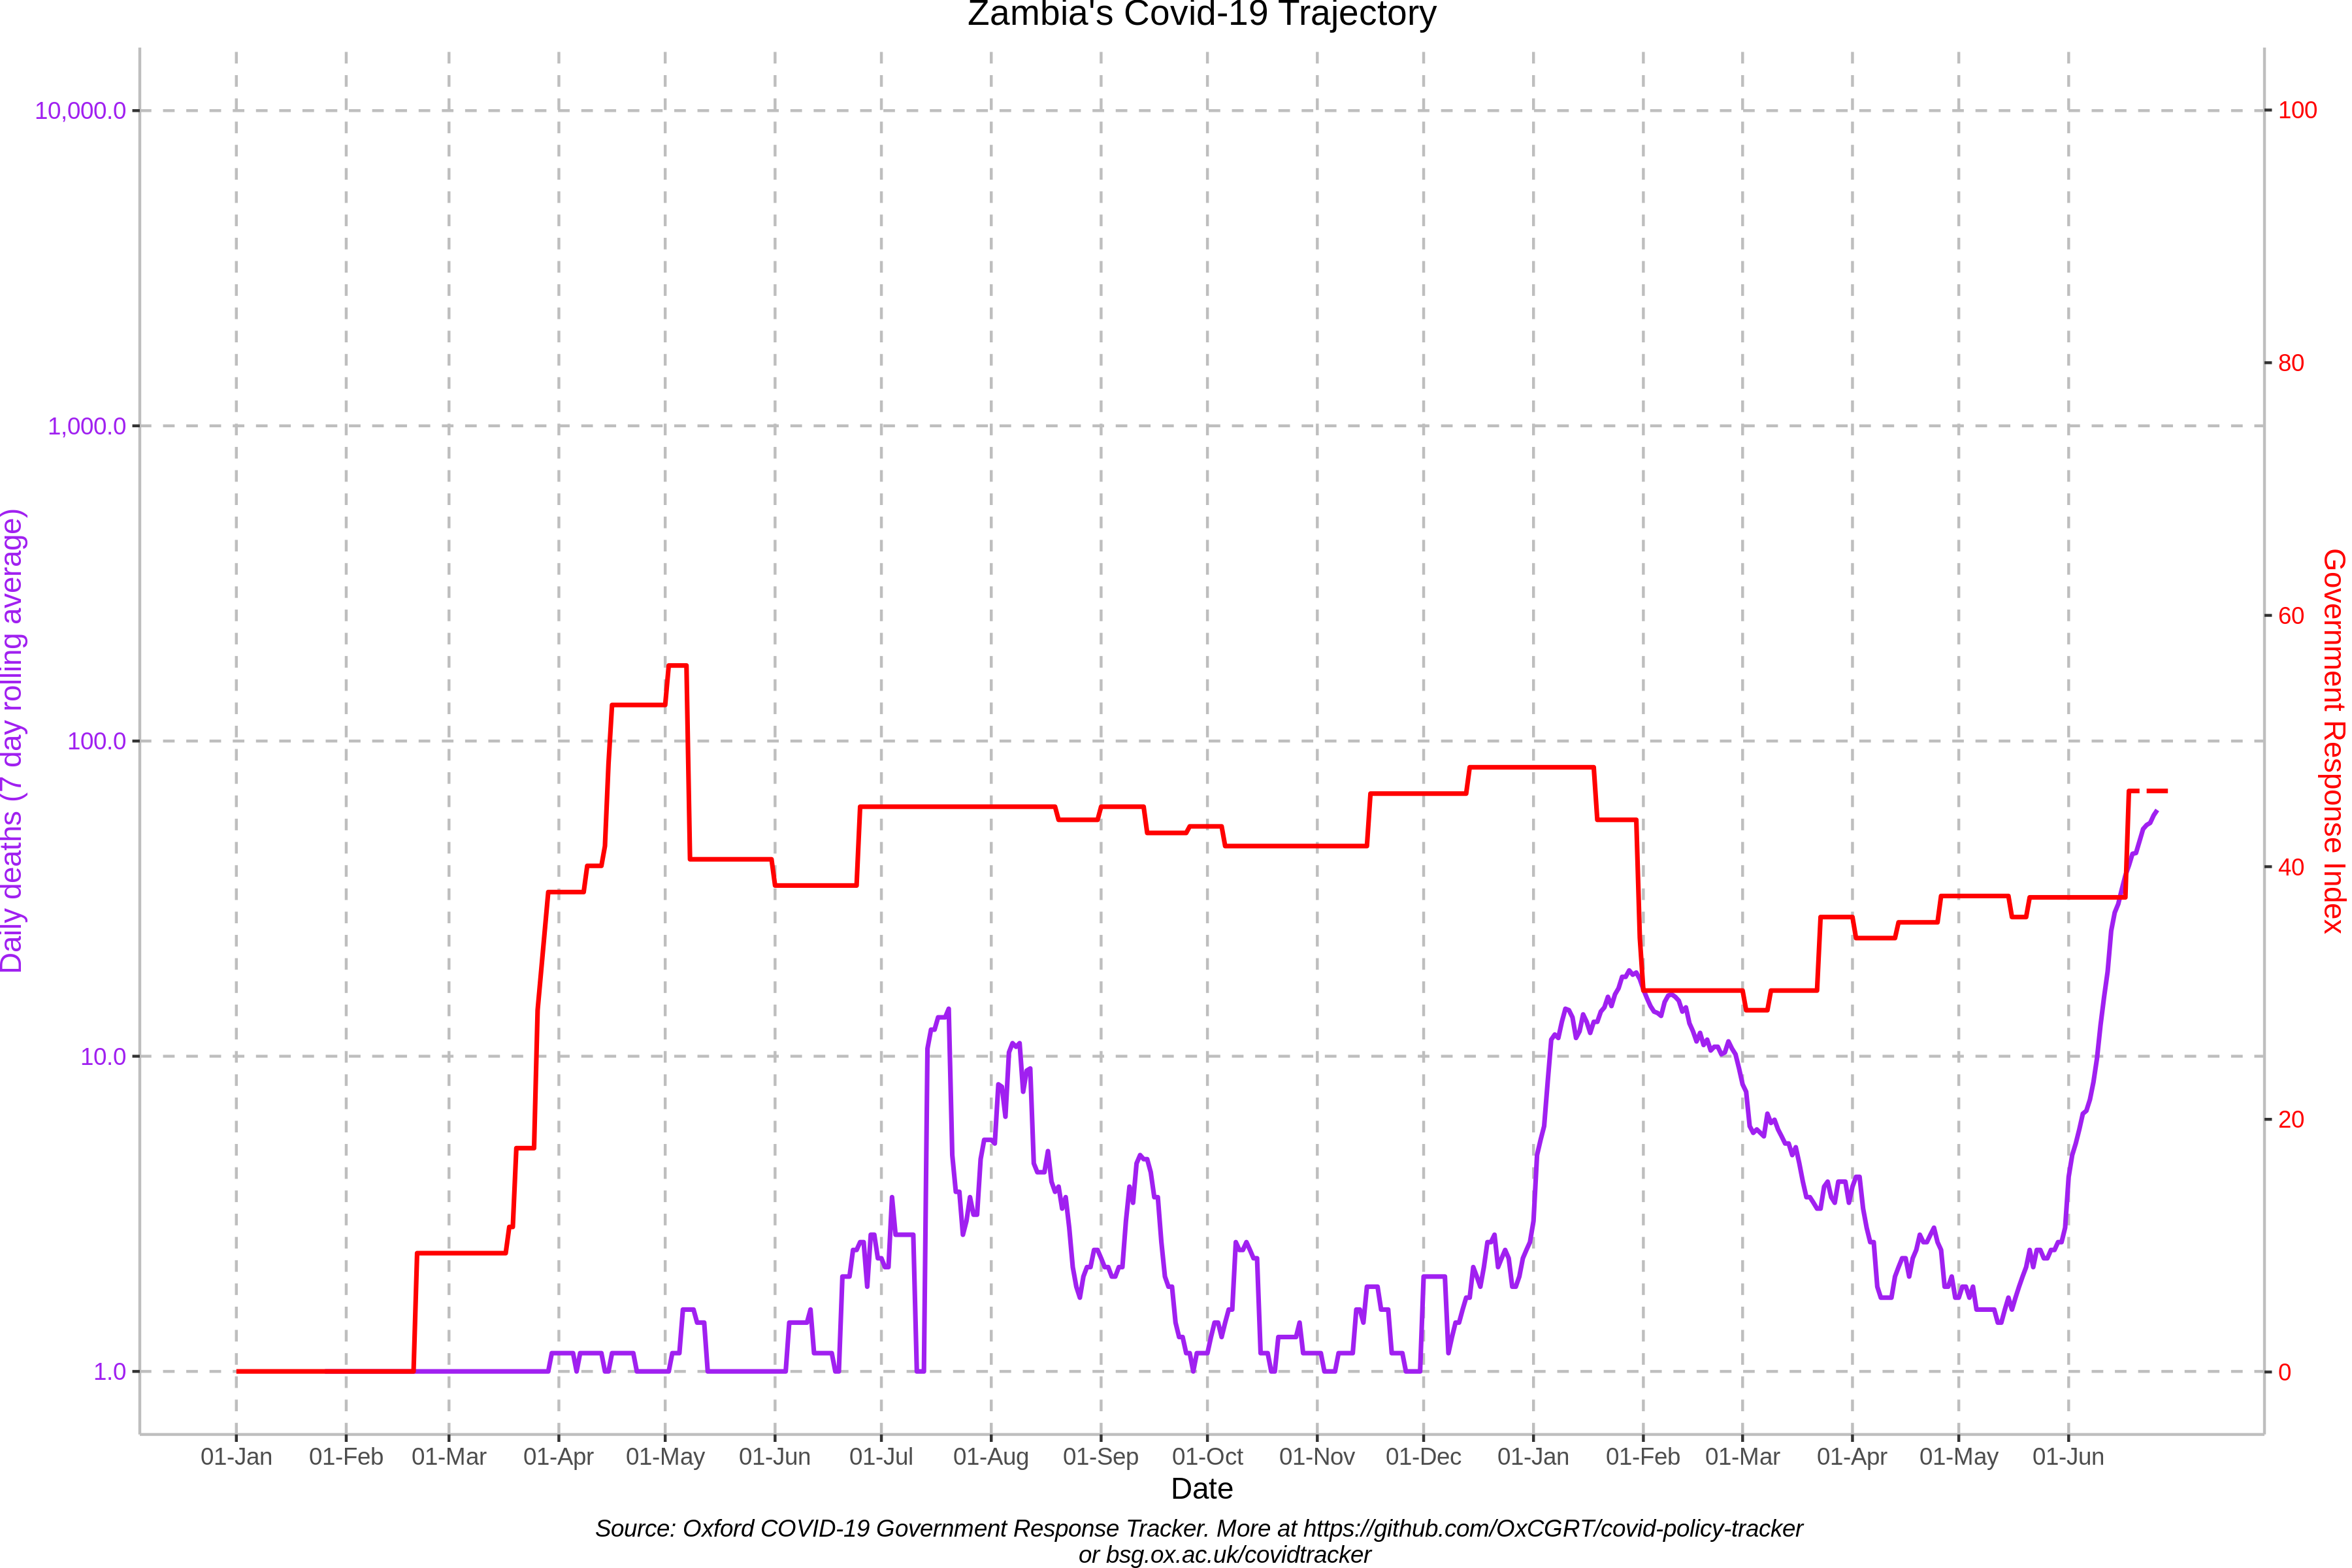 Zambia's Covid-19 Trajectory
10,000.0
1,000.0
100.0
10.0
1.0
Daily deaths (7 day rolling average)
100
80
60
40
20
0
Government Response Index
01-Jan 01-Feb 01-Mar 01-Apr 01-May 01-Jun 01-Jul 01-Aug 01-Sep 01-Oct 01-Nov 01-Dec 01-Jan 01-Feb 01-Mar 01-Apr 01-May 01-Jun
Date
Source: Oxford COVID-19 Government Response Tracker. More at https://github.com/OxCGRT/covid-policy-tracker
or bsg.ox.ac.uk/covidtracker